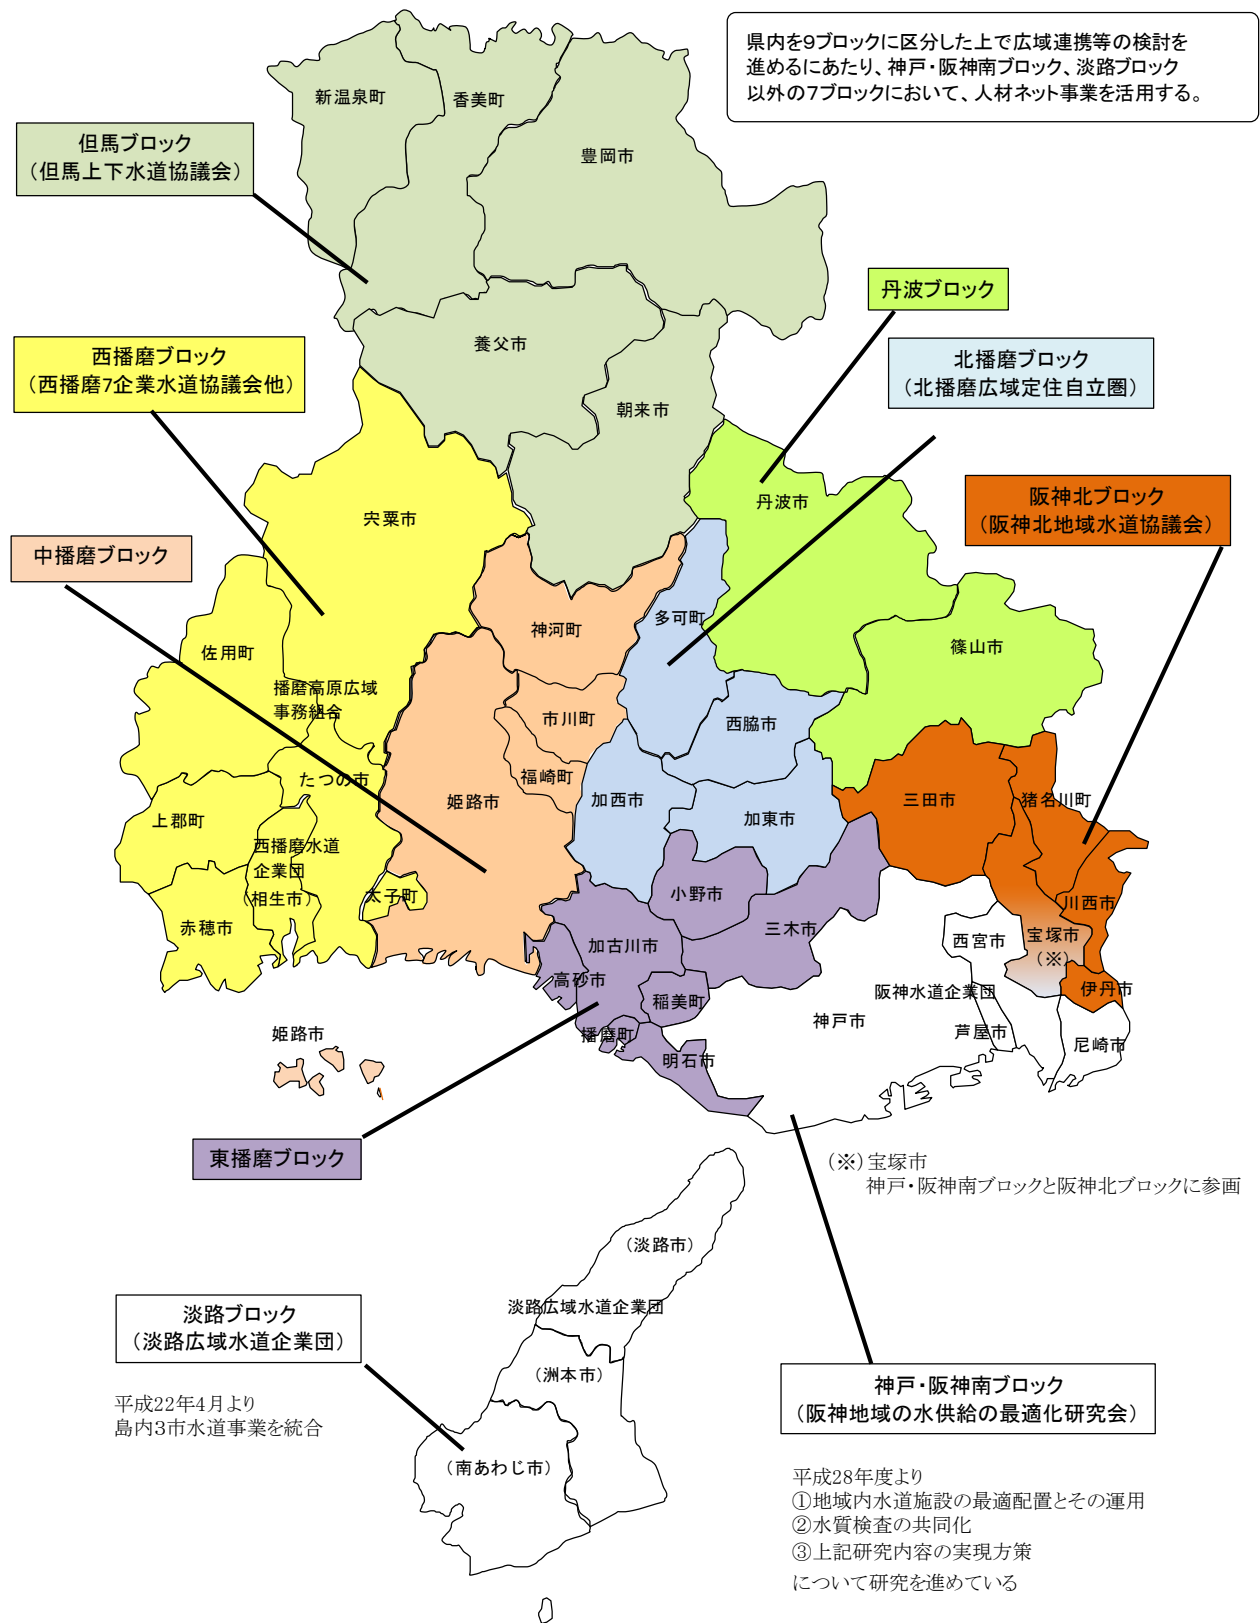 県内を9ブロックに区分した上で広域連携等の検討を
進めるにあたり、神戸・阪神南ブロック、淡路ブロック
以外の7ブロックにおいて、人材ネット事業を活用する。
新温泉町
香美町
豊岡市
但馬ブロック
（但馬上下水道協議会）
丹波ブロック
養父市
西播磨ブロック
（西播磨7企業水道協議会他）
北播磨ブロック
（北播磨広域定住自立圏）
朝来市
丹波市
阪神北ブロック
（阪神北地域水道協議会）
宍粟市
中播磨ブロック
神河町
多可町
佐用町
篠山市
播磨高原広域
事務組合
市川町
西脇市
たつの市
福崎町
姫路市
加西市
加東市
三田市
猪名川町
上郡町
西播磨水道
企業団
（相生市）
太子町
小野市
川西市
赤穂市
加古川市
三木市
西宮市
宝塚市
（※）
高砂市
稲美町
阪神水道企業団
伊丹市
神戸市
姫路市
播磨町
芦屋市
尼崎市
明石市
東播磨ブロック
（※）宝塚市
神戸・阪神南ブロックと阪神北ブロックに参画
（淡路市）
淡路広域水道企業団
淡路ブロック
（淡路広域水道企業団）
（洲本市）
神戸・阪神南ブロック
（阪神地域の水供給の最適化研究会）
平成22年4月より
島内3市水道事業を統合
（南あわじ市）
平成28年度より
①地域内水道施設の最適配置とその運用
②水質検査の共同化
③上記研究内容の実現方策
について研究を進めている